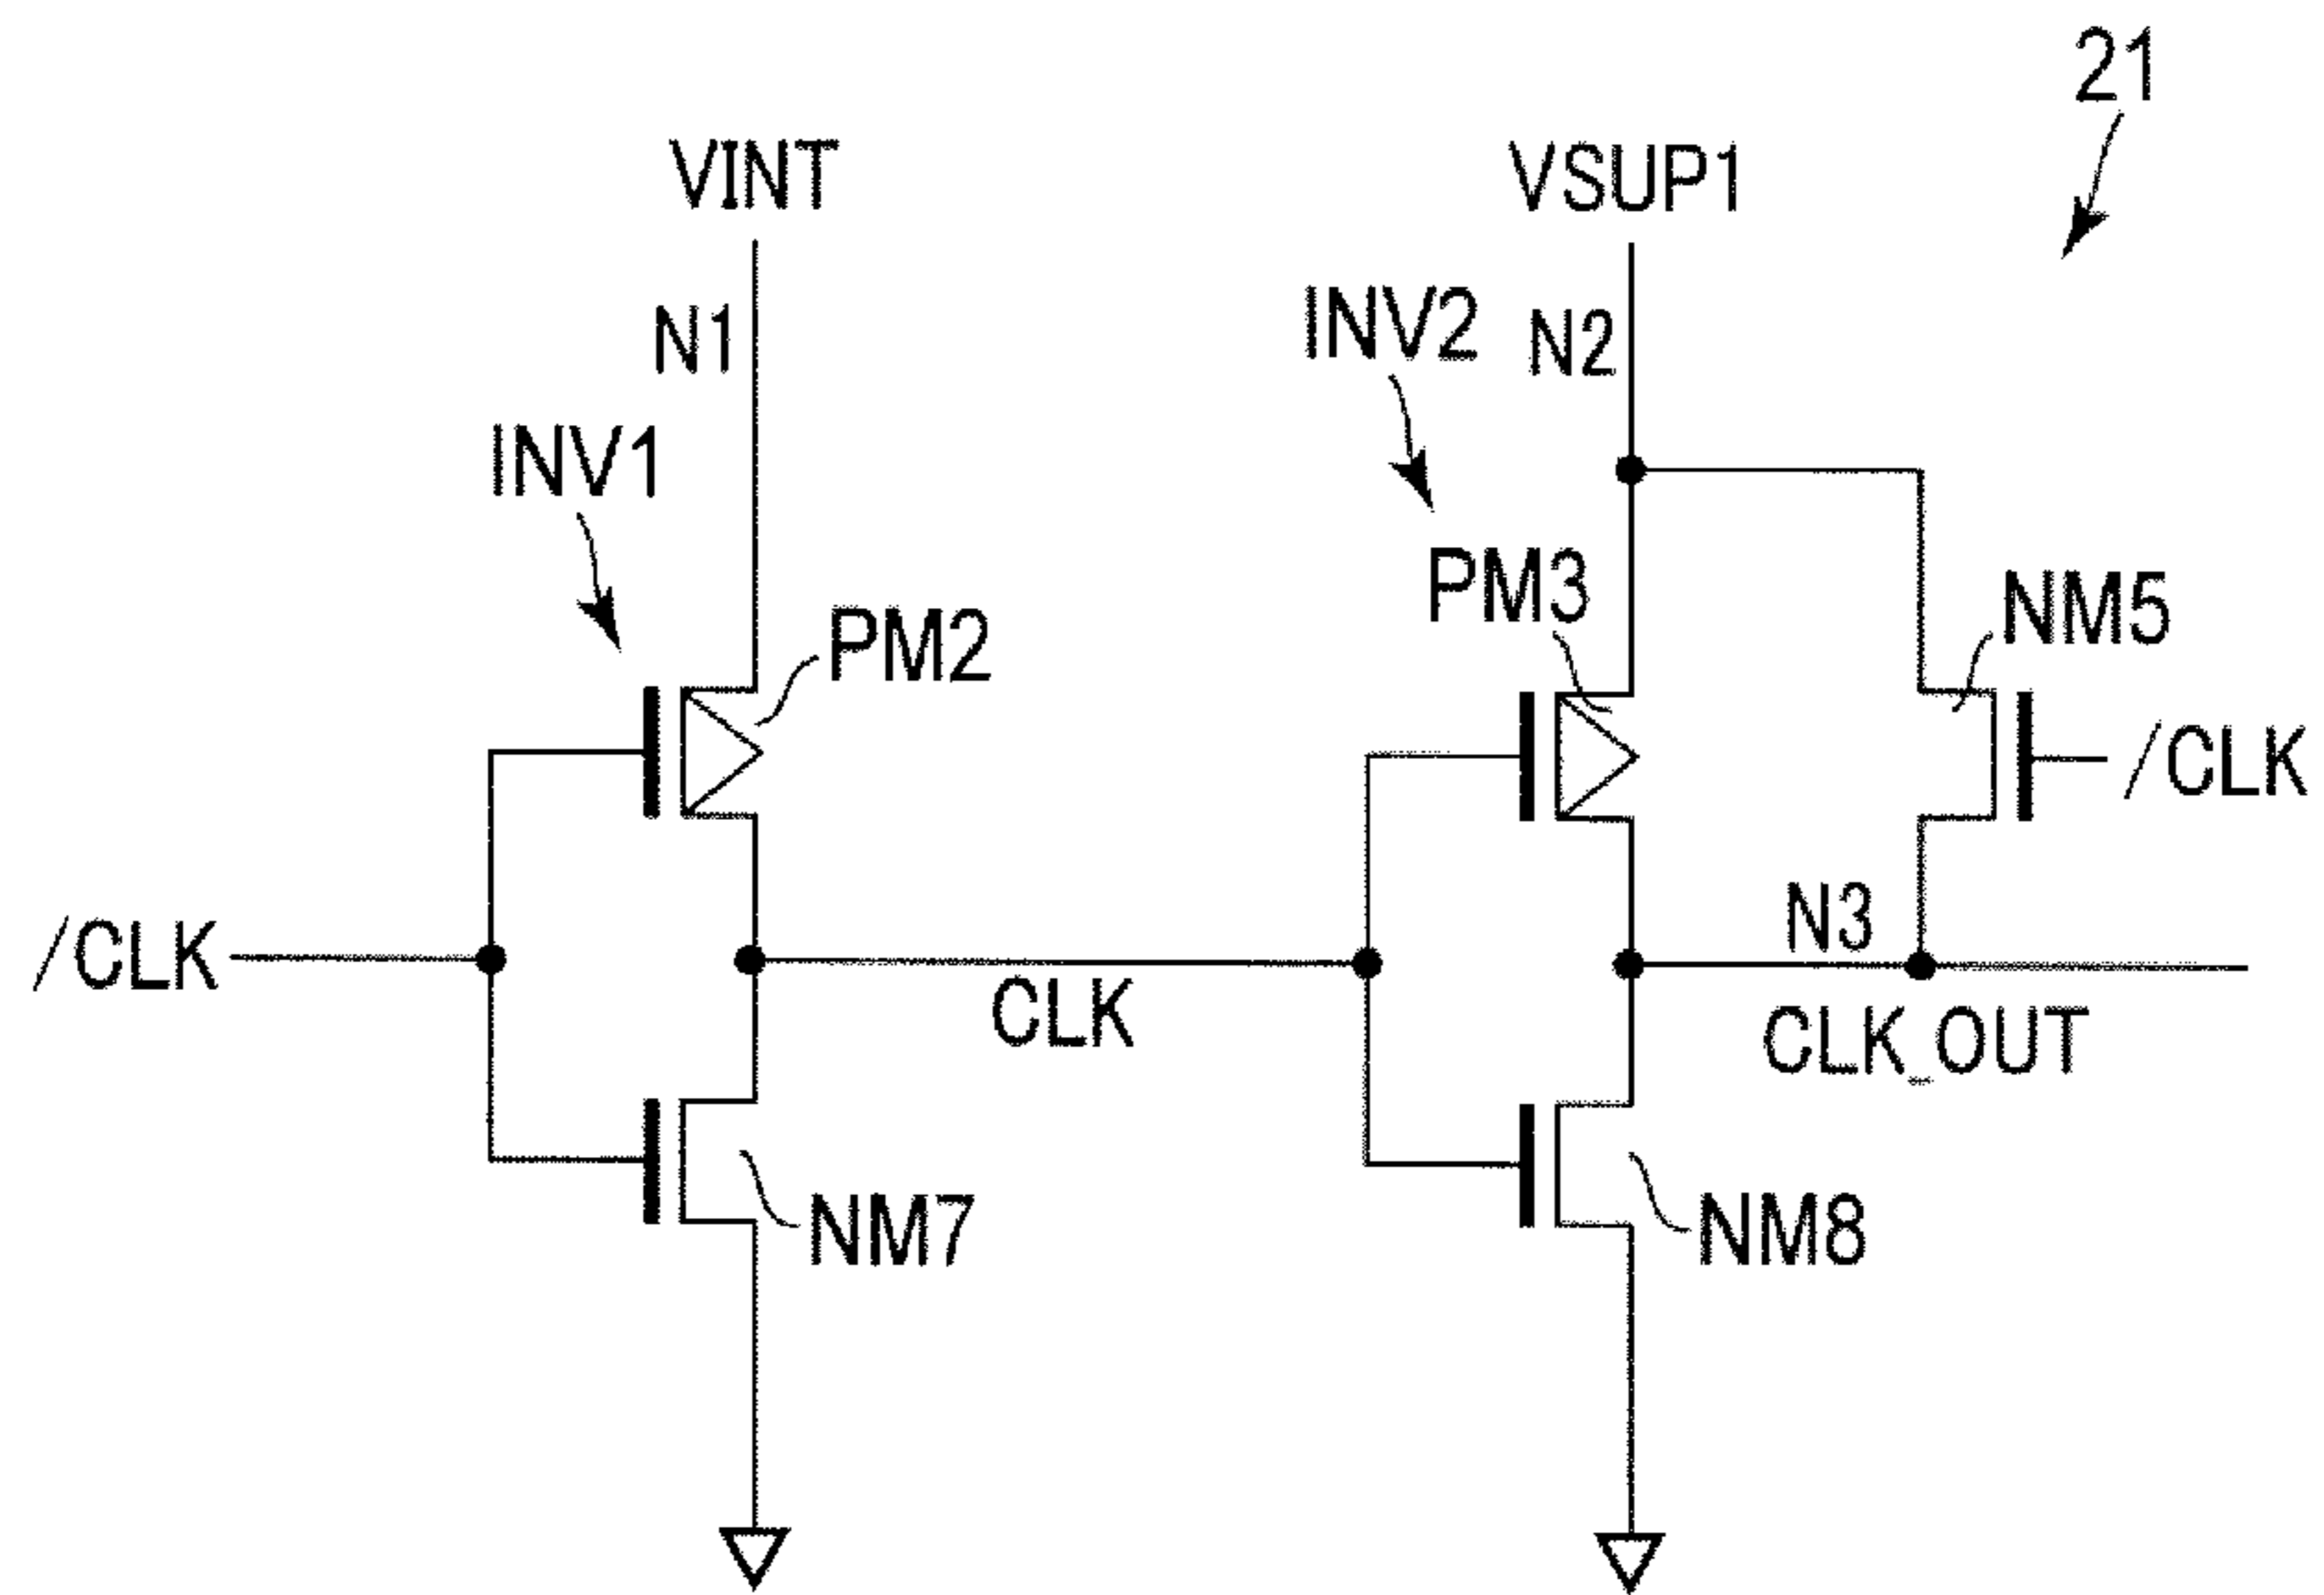 21
VINT
VSUP1
N1
INV2
N2
INV1
PM3
NM5
PM2
/CLK
N3
/CLK
CLK
CLK_OUT
NM7
NM8